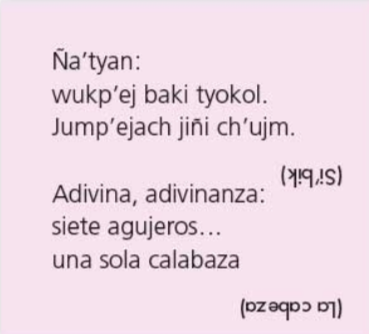 Ña'tyan:
wukp'ej baki tyokol.
Jump'ejach jiñi ch'ujm.
(Si' bik)
Adivina, adivinanza:
siete agujeros...
una sola calabaza
(La cabeza)